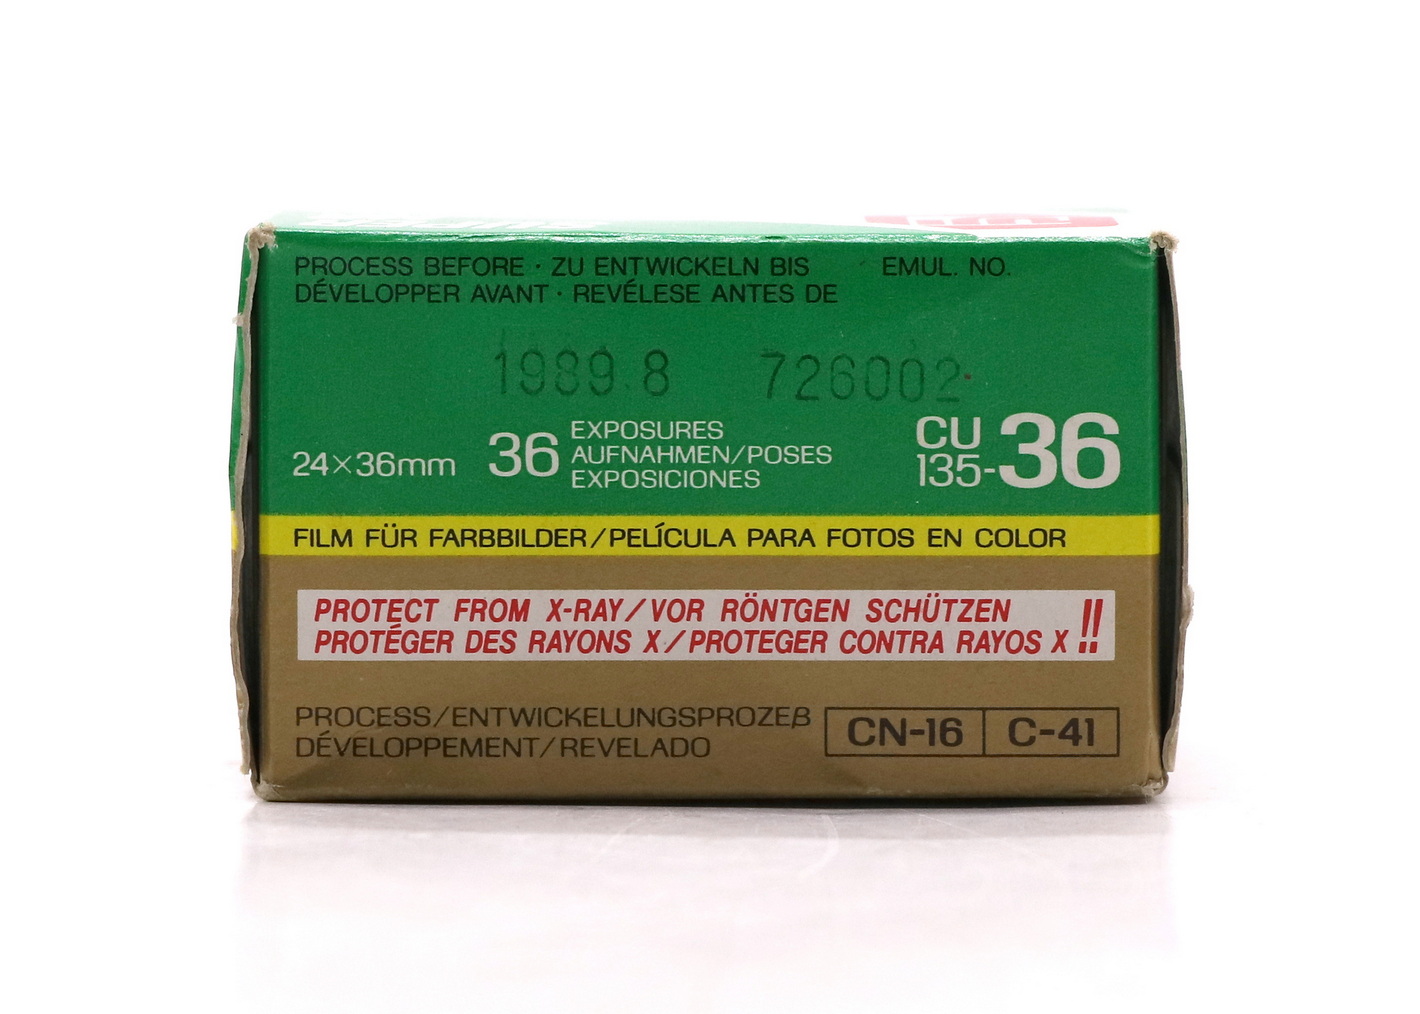 PROCESS BEFORE · ZU ENTWICKELN BIS
DÉVELOPPER AVANT · REVÉLESE ANTES DE
EMUL. NO.
1989.8 726002
24×36mm
36
EXPOSURES
AUFNAHMEN/POSES
EXPOSICIONES
CU
135-36
FILM FÜR FARBBILDER/PELÍCULA PARA FOTOS EN COLOR
PROTECT FROM X-RAY/VOR RÖNTGEN SCHÜTZEN
PROTÉGER DES RAYONS X/PROTEGER CONTRA RAYOS X !!
PROCESS/ENTWICKELUNGSPROZEß
DÉVELOPPEMENT/REVELADO
CN-16 C-41